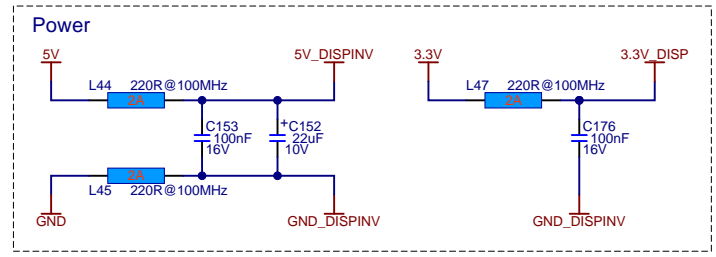 Power
5V
5V_DISPINV
3.3V
3.3V_DISP
L44 220R@100MHz
2A
L47 220R@100MHz
2A
C153
100nF
16V
+
C152
22uF
10V
C176
100nF
16V
2A
L45 220R@100MHz
GND
GND_DISPINV
GND_DISPINV